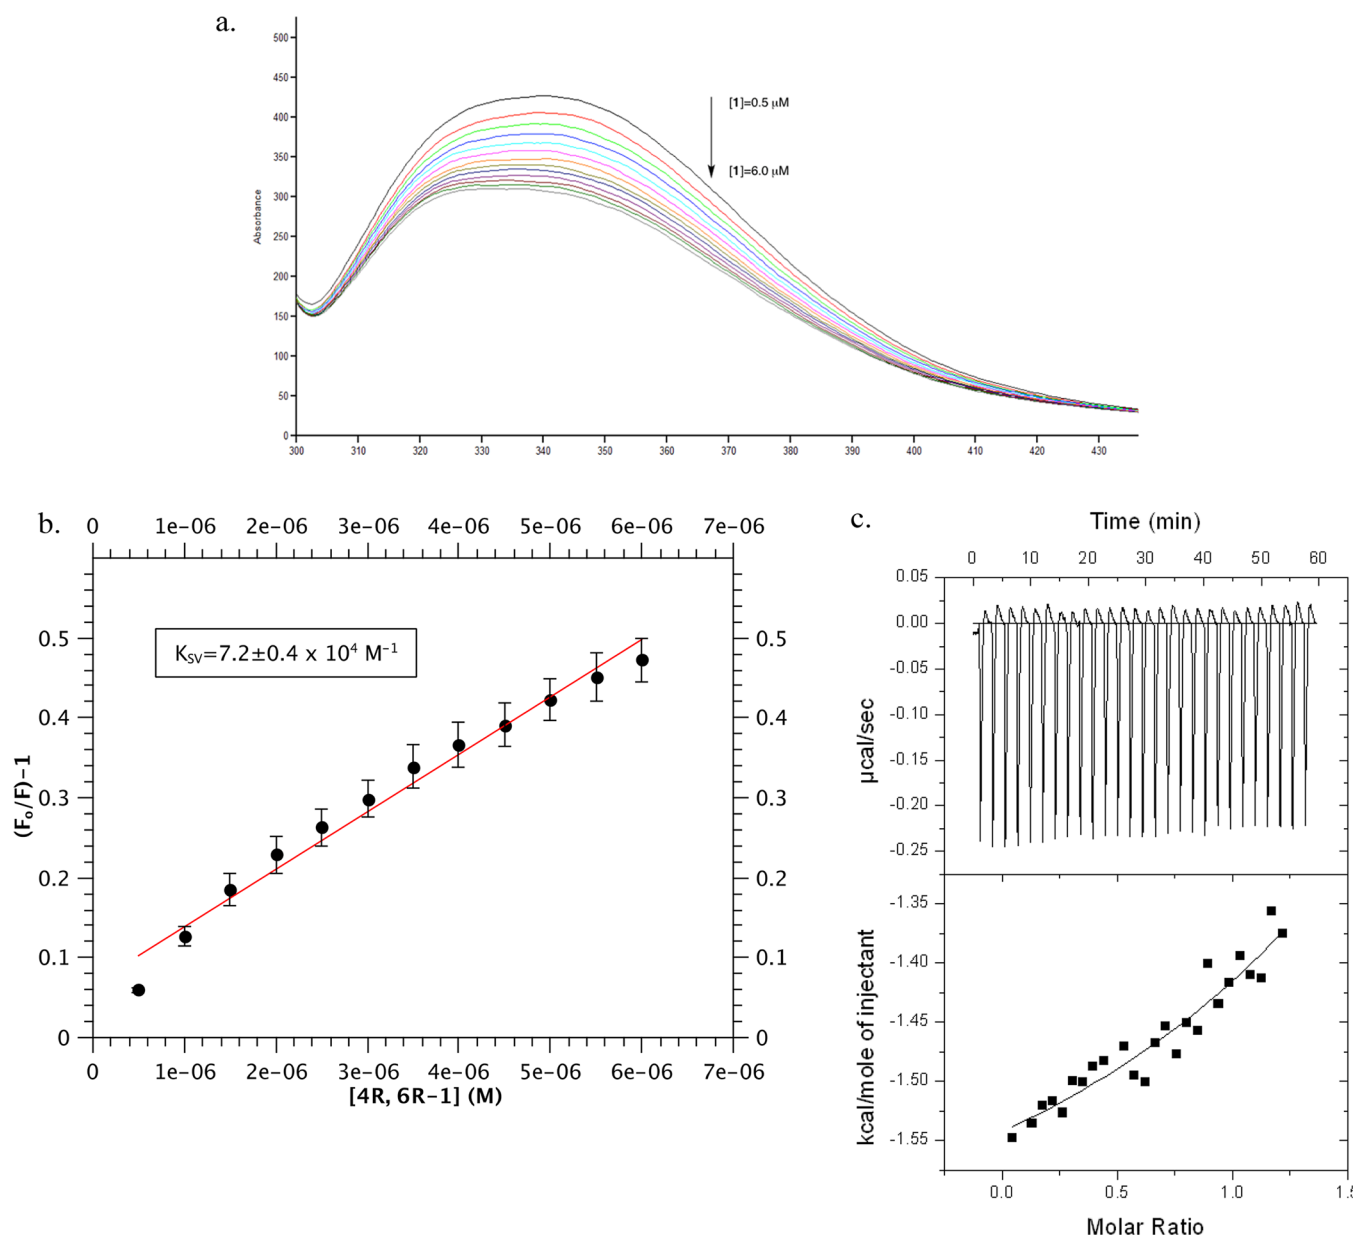 a.
500
450
400
350
300
250
200
150
100
50
0
Absorbance
[1]=0.5 μM
[1]=6.0 μM
300 310 320 330 340 350 360 370 380 390 400 410 420 430
b.
0 1e-06 2e-06 3e-06 4e-06 5e-06 6e-06 7e-06
K_SV=7.2±0.4 x 10⁴ M⁻¹
0.5 0.5
0.4 0.4
0.3 0.3
0.2 0.2
0.1 0.1
0 0
(F₀/F)-1
0 1e-06 2e-06 3e-06 4e-06 5e-06 6e-06 7e-06
[4R, 6R-1] (M)
c.
Time (min)
0 10 20 30 40 50 60
0.05
0.00
-0.05
-0.10
-0.15
-0.20
-0.25
µcal/sec
-1.35
-1.40
-1.45
-1.50
-1.55
kcal/mole of injectant
0.0 0.5 1.0 1.5
Molar Ratio